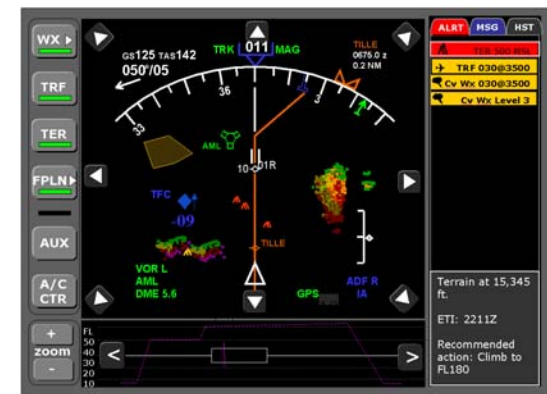 WX
TRF
TER
FPLN
AUX
A/C
CTR
+
zoom
-
GS125 TAS142
050°/05
TRK 011 MAG
TILLE
0675.0 z
0.2 NM
33
36
3
AML
10 01R
TFC
-09
TILLE
VOR L
AML
DME 5.6
GPS
ADF R
IA
FL
50
40
30
20
10
<
>
ALRT
MSG
HST
TER 500 MSL
TRF 030@3500
Cv Wx 030@3500
Cv Wx Level 3
Terrain at 15,345
ft.
ETI: 2211Z
Recommended
action: Climb to
FL180